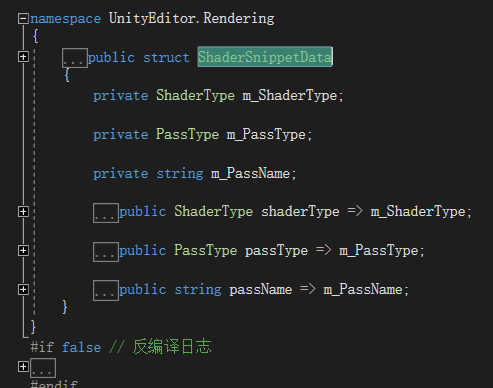 namespace UnityEditor.Rendering
{
...public struct ShaderSnippetData
{
private ShaderType m_ShaderType;
private PassType m_PassType;
private string m_PassName;
...public ShaderType shaderType => m_ShaderType;
...public PassType passType => m_PassType;
...public string passName => m_PassName;
}
}
#if false // 反编译日志
...
#endif